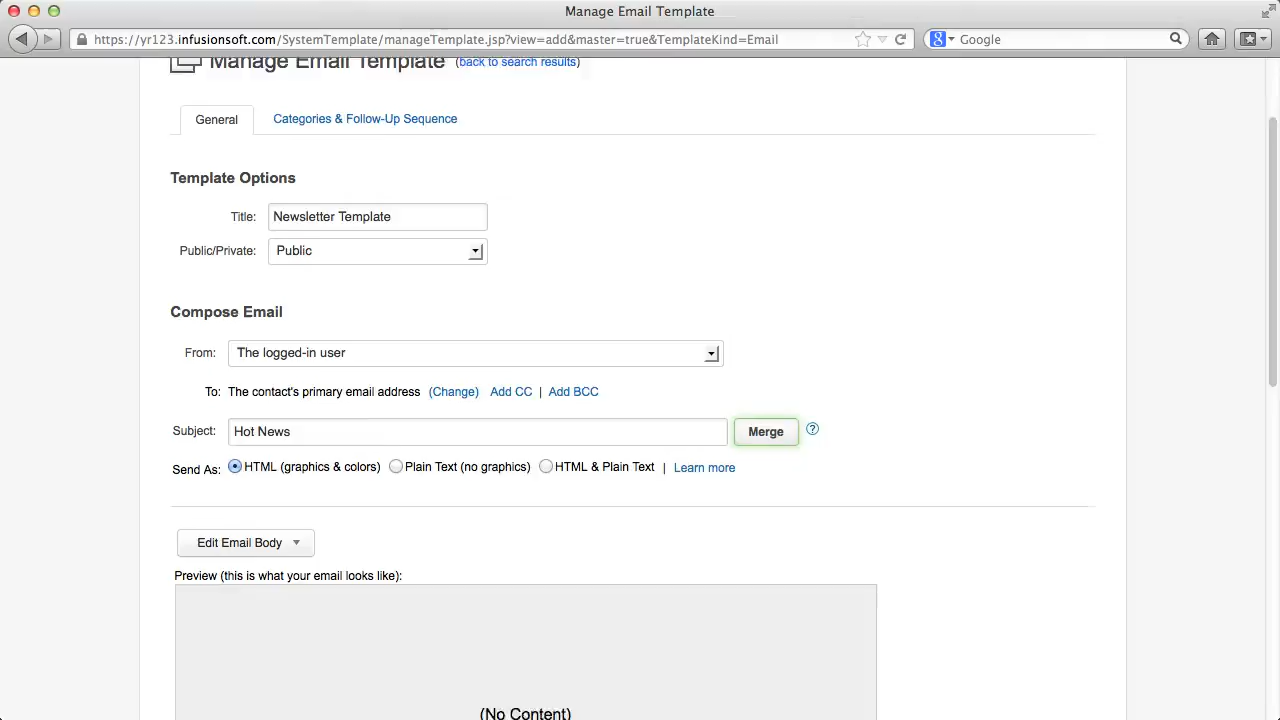 Manage Email Template
https://yr123.infusionsoft.com/SystemTemplate/manageTemplate.jsp?view=add&master=true&TemplateKind=Email
Google
Manage Email Template (back to search results)
General Categories & Follow-Up Sequence
Template Options
Title: Newsletter Template
Public/Private: Public
Compose Email
From: The logged-in user
To: The contact's primary email address (Change) Add CC | Add BCC
Subject: Hot News Merge ?
Send As: HTML (graphics & colors) Plain Text (no graphics) HTML & Plain Text | Learn more
Edit Email Body
Preview (this is what your email looks like):
(No Content)